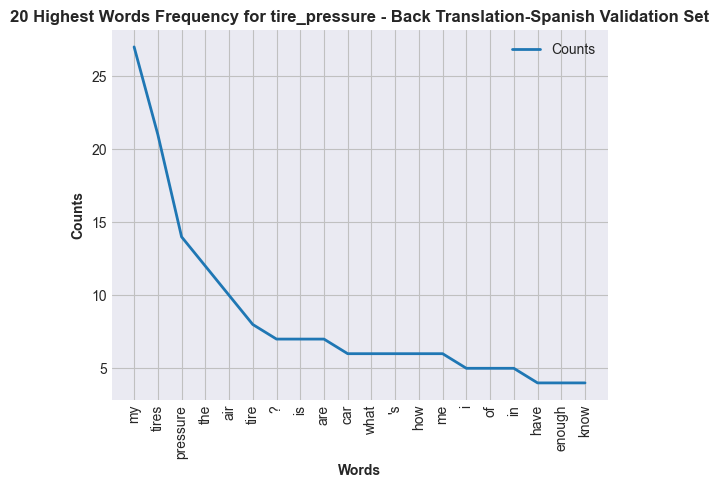 20 Highest Words Frequency for tire_pressure - Back Translation-Spanish Validation Set
Counts
25
20
15
10
5
Counts
my
tires
pressure
the
air
tire
?
is
are
car
what
's
how
me
i
of
in
have
enough
know
Words